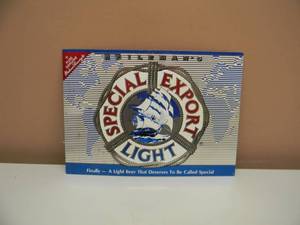 HEILEMAN'S
SPECIAL EXPORT
LIGHT
Finally — A Light Beer That Deserves To Be Called Special